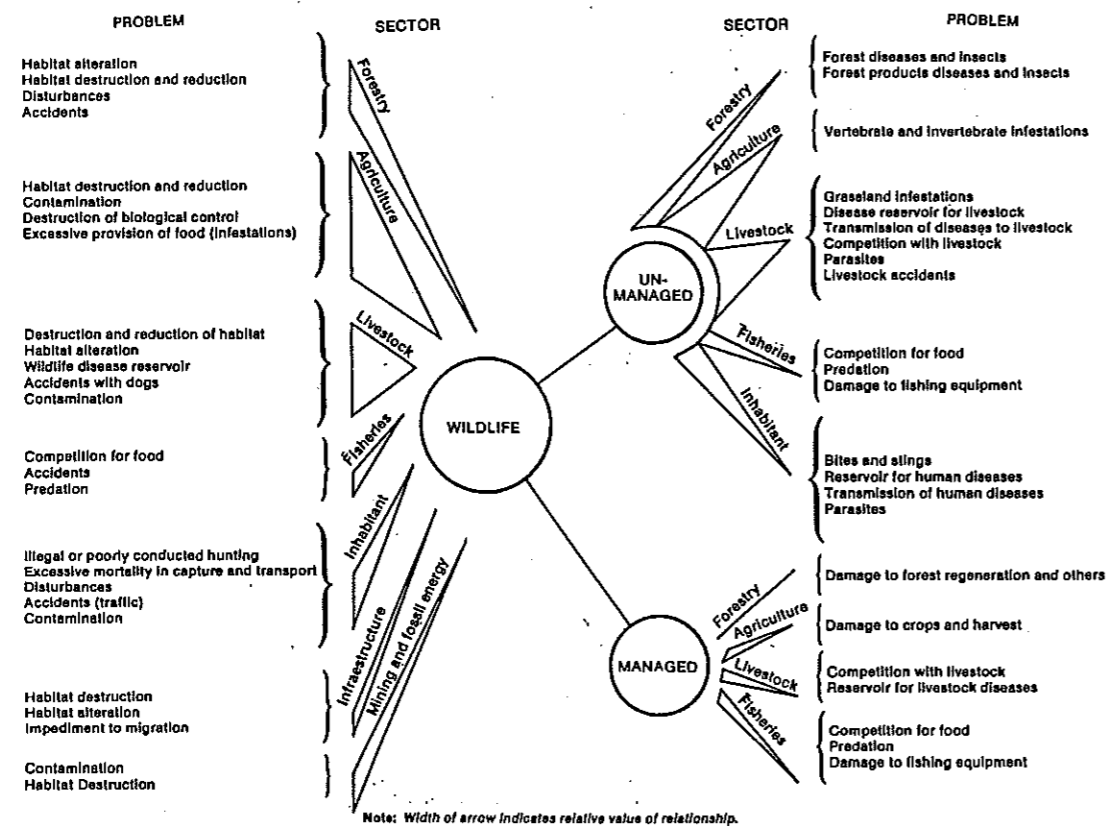 PROBLEM
SECTOR
Habitat alteration
Habitat destruction and reduction
Disturbances
Accidents
Forestry
Habitat destruction and reduction
Contamination
Destruction of biological control
Excessive provision of food (infestations)
Agriculture
Destruction and reduction of habitat
Habitat alteration
Wildlife disease reservoir
Accidents with dogs
Contamination
Livestock
Competition for food
Accidents
Predation
Fisheries
Illegal or poorly conducted hunting
Excessive mortality in capture and transport
Disturbances
Accidents (traffic)
Contamination
Inhabitant
Habitat destruction
Habitat alteration
Impediment to migration
Infraestructure
Contamination
Habitat Destruction
Mining and fossil energy
WILDLIFE
UN-
MANAGED
MANAGED
SECTOR
PROBLEM
Forestry
Forest diseases and insects
Forest products diseases and insects
Agriculture
Vertebrate and invertebrate infestations
Livestock
Grassland infestations
Disease reservoir for livestock
Transmission of diseases to livestock
Competition with livestock
Parasites
Livestock accidents
Fisheries
Competition for food
Predation
Damage to fishing equipment
Inhabitant
Bites and stings
Reservoir for human diseases
Transmission of human diseases
Parasites
Forestry
Damage to forest regeneration and others
Agriculture
Damage to crops and harvest
Livestock
Competition with livestock
Reservoir for livestock diseases
Fisheries
Competition for food
Predation
Damage to fishing equipment
Note: Width of arrow indicates relative value of relationship.